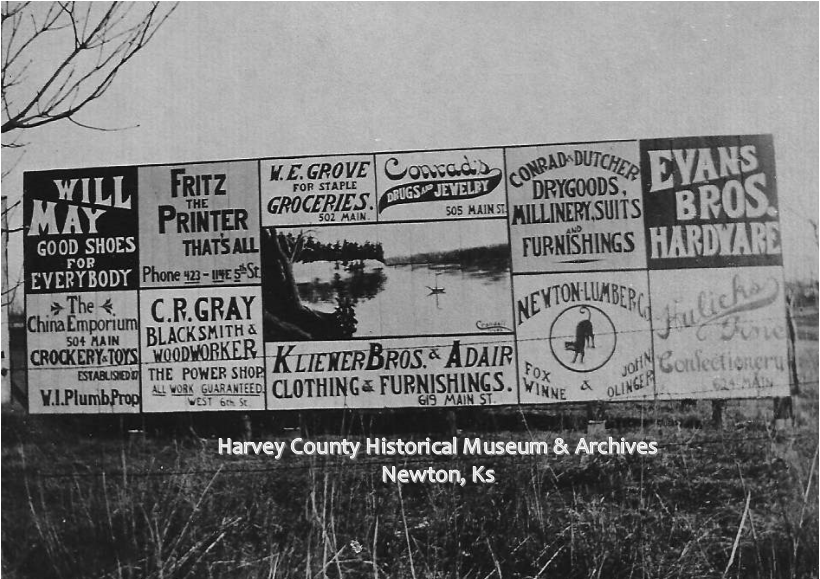 WILL
MAY
GOOD SHOES
FOR
EVERYBODY
FRITZ
THE
PRINTER
THAT'S ALL
Phone 423 - 114 E 5th St.
W. E. GROVE
FOR STAPLE
GROCERIES.
502 MAIN.
Conrad's
DRUGS AND JEWELRY
505 MAIN ST.
CONRAD & DUTCHER
DRYGOODS,
MILLINERY, SUITS
AND
FURNISHINGS
EVANS
BROS.
HARDWARE
The
China Emporium
504 MAIN
CROCKERY & TOYS
ESTABLISHED 87
W.I. Plumb, Prop
C.R. GRAY
BLACKSMITH &
WOODWORKER
THE POWER SHOP
ALL WORK GUARANTEED.
WEST 6th St.
KLIEWER BROS. & ADAIR
CLOTHING & FURNISHINGS.
619 MAIN ST.
NEWTON-LUMBER-Co
FOX
WINNE & JOHN
OLINGER
Hulicks
Fine
Confectionery
624 MAIN
Harvey County Historical Museum & Archives
Newton, Ks